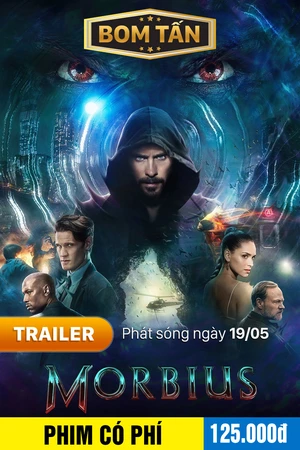 BOM TẤN
TRAILER
Phát sóng ngày 19/05
MORBIUS
PHIM CÓ PHÍ
125.000đ